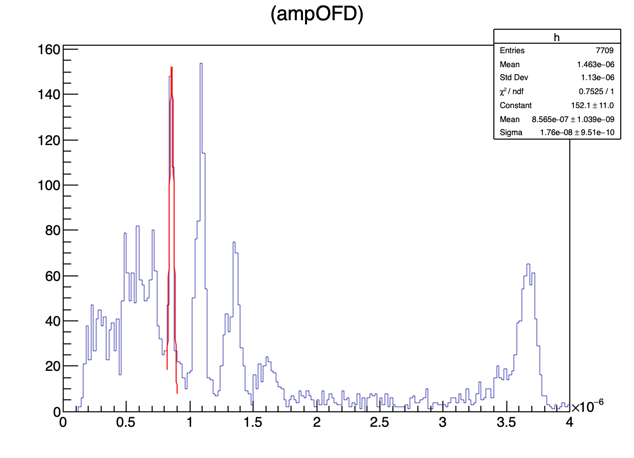 (ampOFD)
h
Entries 7709
Mean 1.463e−06
Std Dev 1.13e−06
χ² / ndf 0.7525 / 1
Constant 152.1 ± 11.0
Mean 8.565e−07 ± 1.039e−09
Sigma 1.76e−08 ± 9.51e−10
160
140
120
100
80
60
40
20
0
0 0.5 1 1.5 2 2.5 3 3.5 4
×10⁻⁶